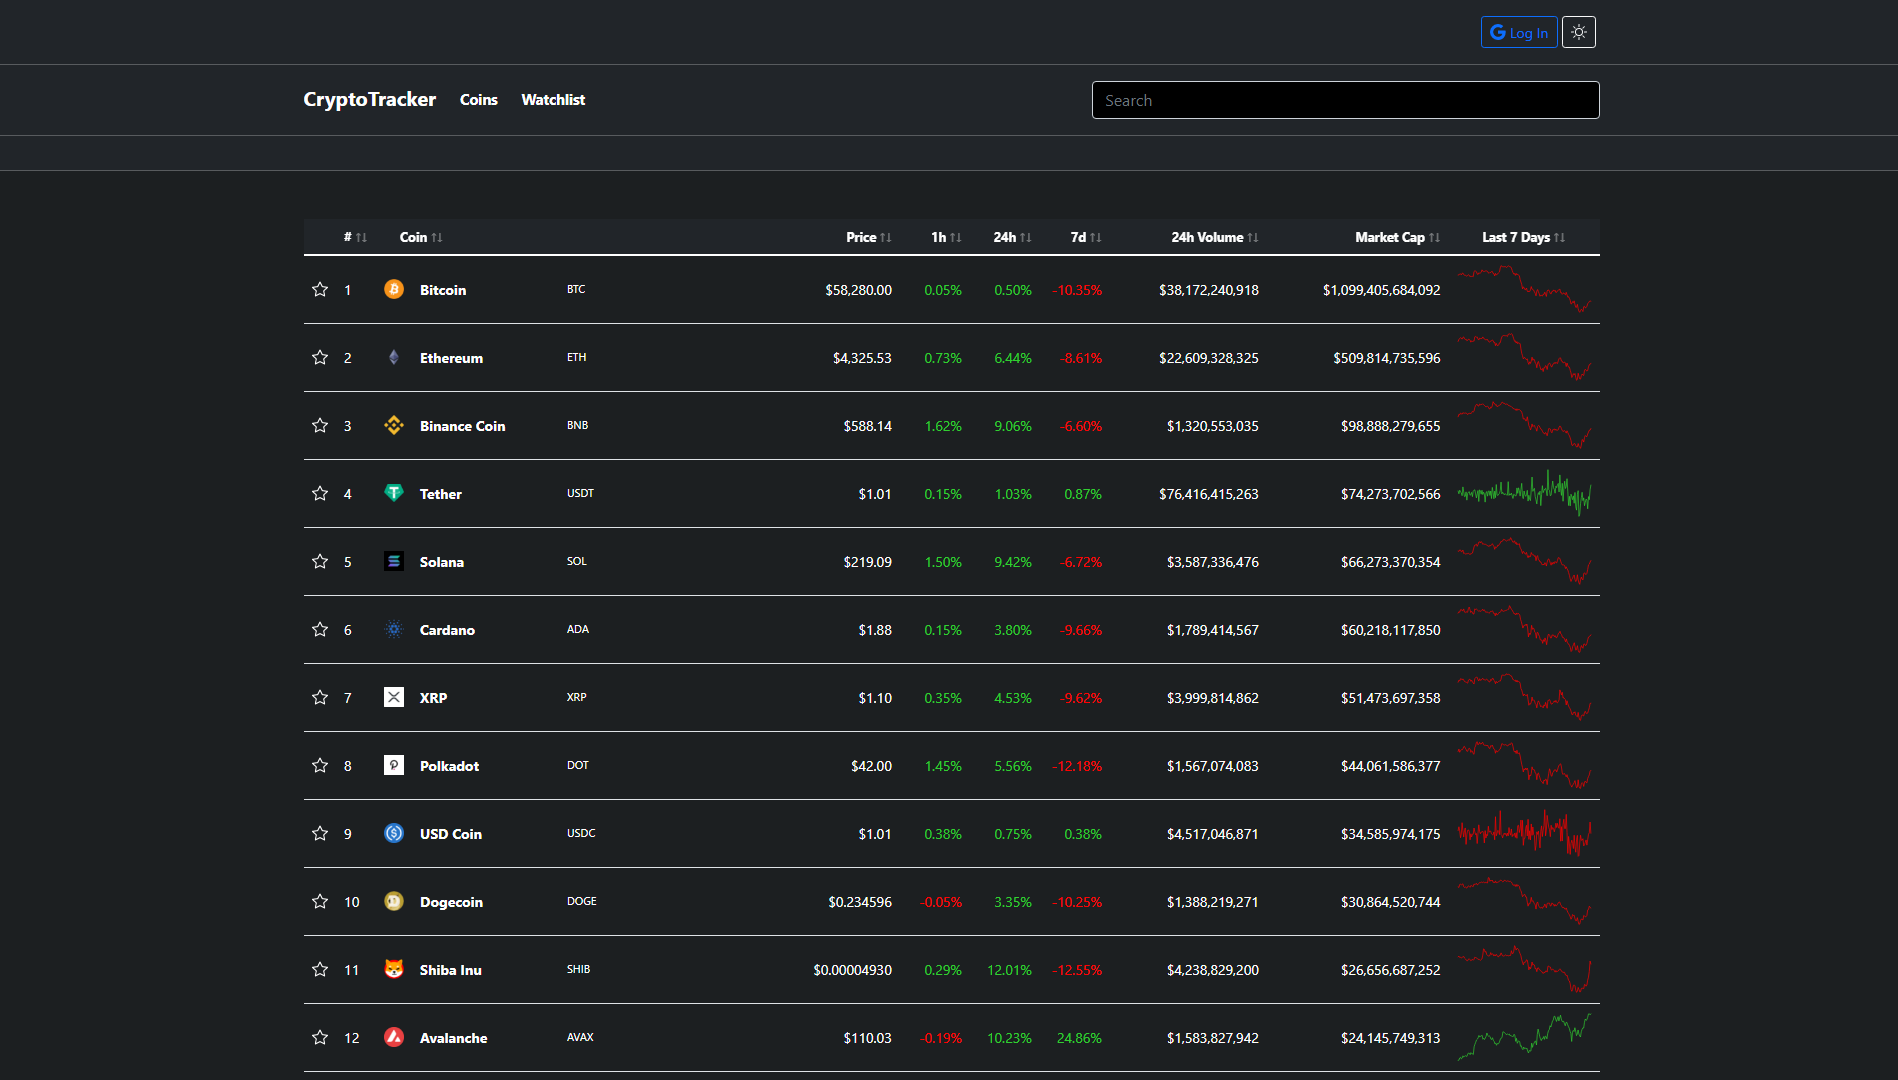 Log In
CryptoTracker Coins Watchlist Search
# Coin Price 1h 24h 7d 24h Volume Market Cap Last 7 Days
1 Bitcoin BTC $58,280.00 0.05% 0.50% -10.35% $38,172,240,918 $1,099,405,684,092
2 Ethereum ETH $4,325.53 0.73% 6.44% -8.61% $22,609,328,325 $509,814,735,596
3 Binance Coin BNB $588.14 1.62% 9.06% -6.60% $1,320,553,035 $98,888,279,655
4 Tether USDT $1.01 0.15% 1.03% 0.87% $76,416,415,263 $74,273,702,566
5 Solana SOL $219.09 1.50% 9.42% -6.72% $3,587,336,476 $66,273,370,354
6 Cardano ADA $1.88 0.15% 3.80% -9.66% $1,789,414,567 $60,218,117,850
7 XRP XRP $1.10 0.35% 4.53% -9.62% $3,999,814,862 $51,473,697,358
8 Polkadot DOT $42.00 1.45% 5.56% -12.18% $1,567,074,083 $44,061,586,377
9 USD Coin USDC $1.01 0.38% 0.75% 0.38% $4,517,046,871 $34,585,974,175
10 Dogecoin DOGE $0.234596 -0.05% 3.35% -10.25% $1,388,219,271 $30,864,520,744
11 Shiba Inu SHIB $0.00004930 0.29% 12.01% -12.55% $4,238,829,200 $26,656,687,252
12 Avalanche AVAX $110.03 -0.19% 10.23% 24.86% $1,583,827,942 $24,145,749,313